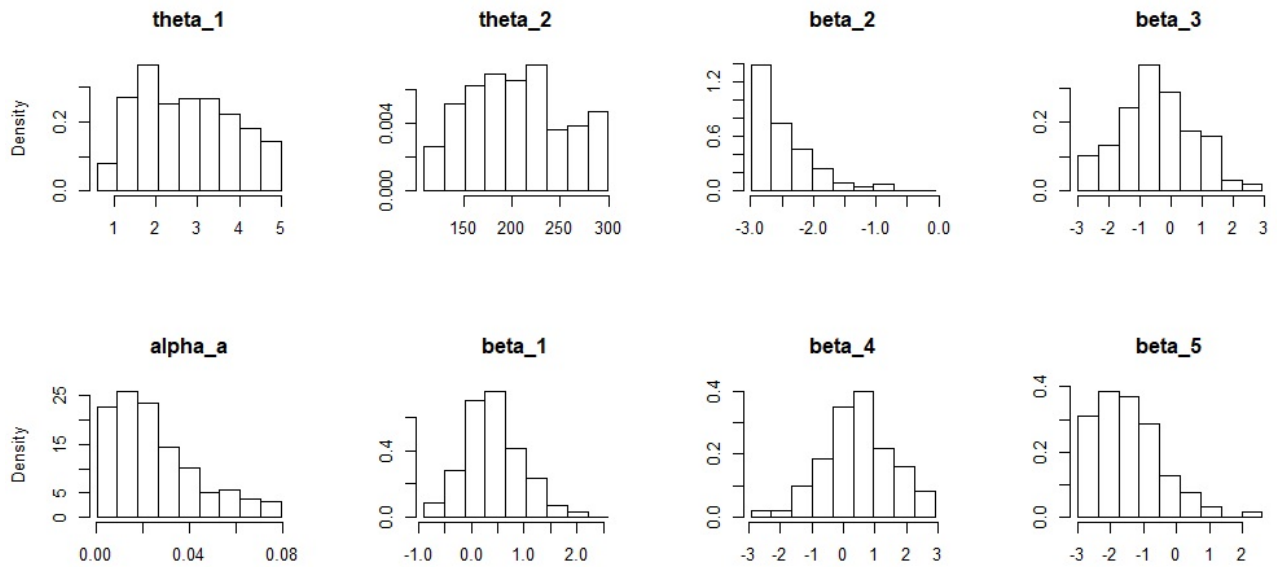 theta_1 theta_2 beta_2 beta_3
Density
0.0 0.2
1 2 3 4 5
0.000 0.004
150 200 250 300
0.0 0.6 1.2
-3.0 -2.0 -1.0 0.0
0.0 0.2
-3 -2 -1 0 1 2 3
alpha_a beta_1 beta_4 beta_5
Density
0 5 15 25
0.00 0.04 0.08
0.0 0.4
-1.0 0.0 1.0 2.0
0.0 0.2 0.4
-3 -2 -1 0 1 2 3
0.0 0.2 0.4
-3 -2 -1 0 1 2